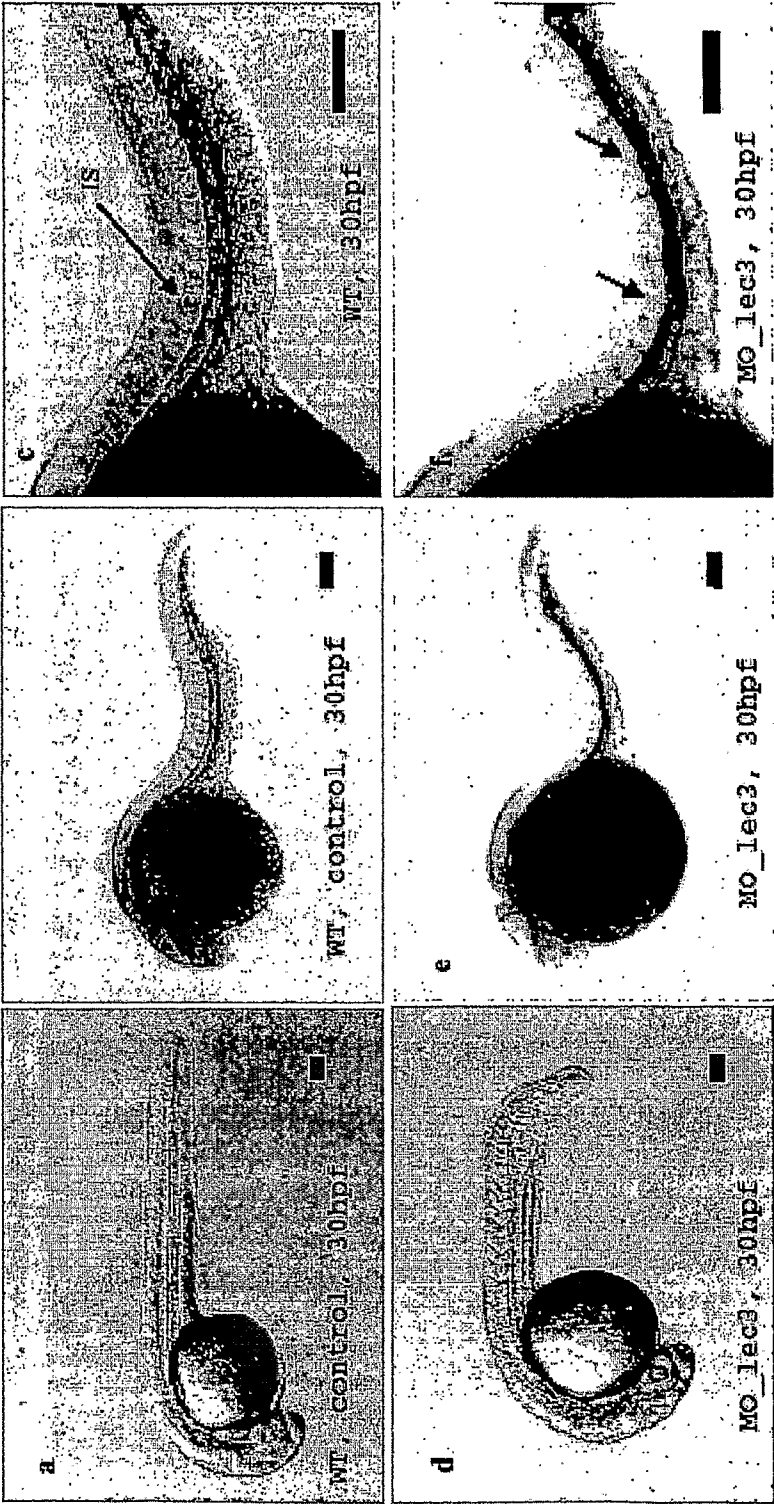 a
WT, control, 30hpf
WT, control, 30hpf
c
IS
WT, 30hpf
d
MO_lec3, 30hpf
e
MO_lec3, 30hpf
f
MO_lec3, 30hpf